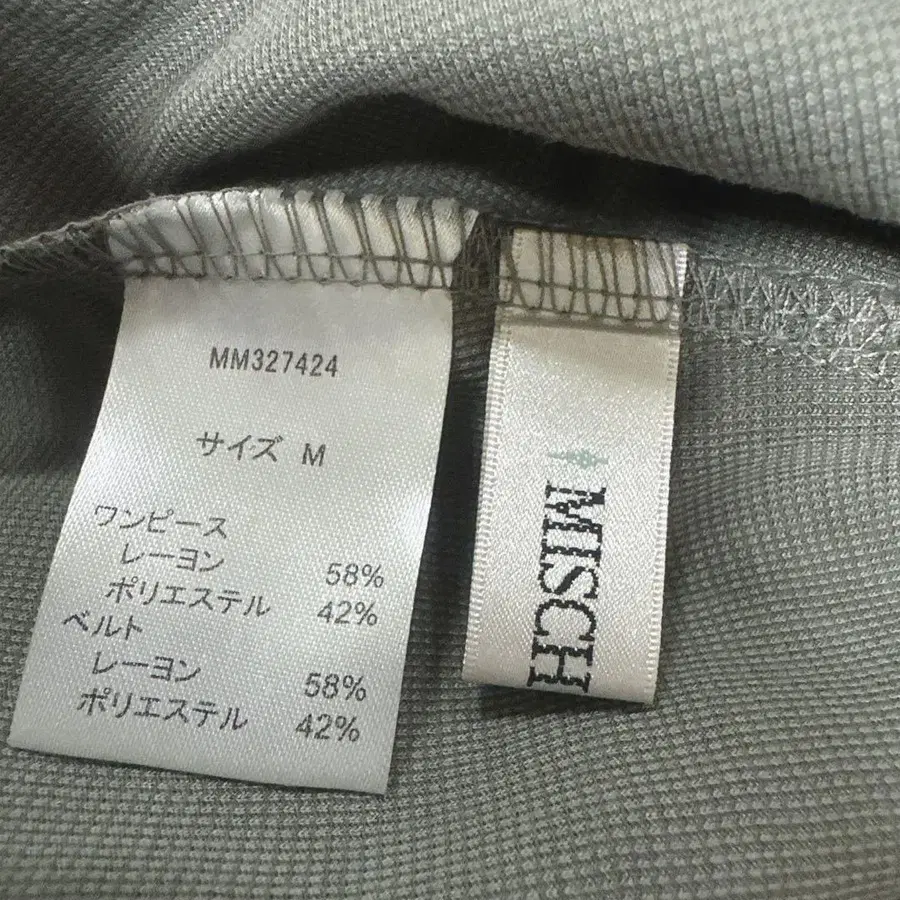 MM327424
サイズ M
ワンピース
レーヨン 58%
ポリエステル 42%
ベルト
レーヨン 58%
ポリエステル 42%
MISCH